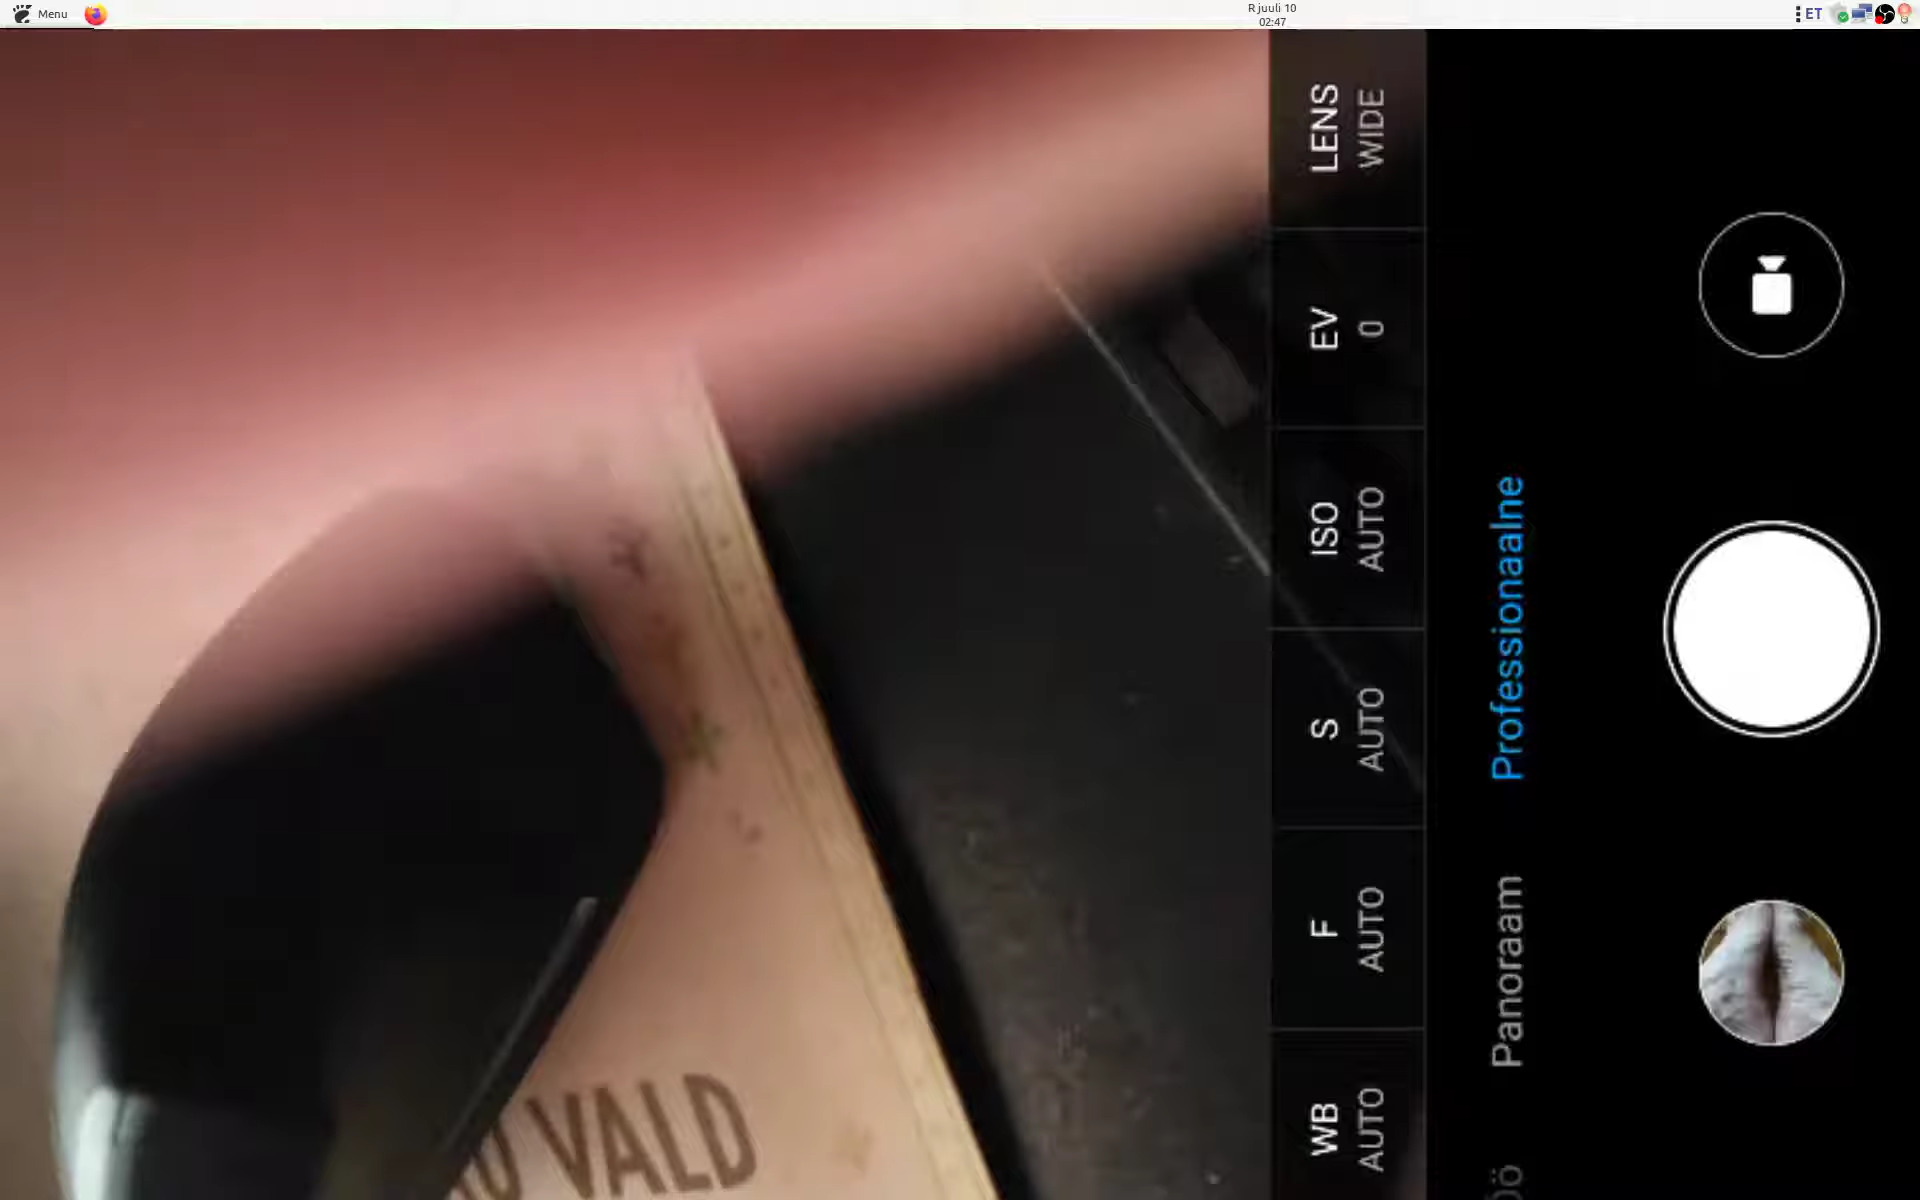 Menu
R juuli 10
02:47
ET
LENS
WIDE
EV
0
ISO
AUTO
S
AUTO
F
AUTO
WB
AUTO
Professionaalne
Panoraam
VALD